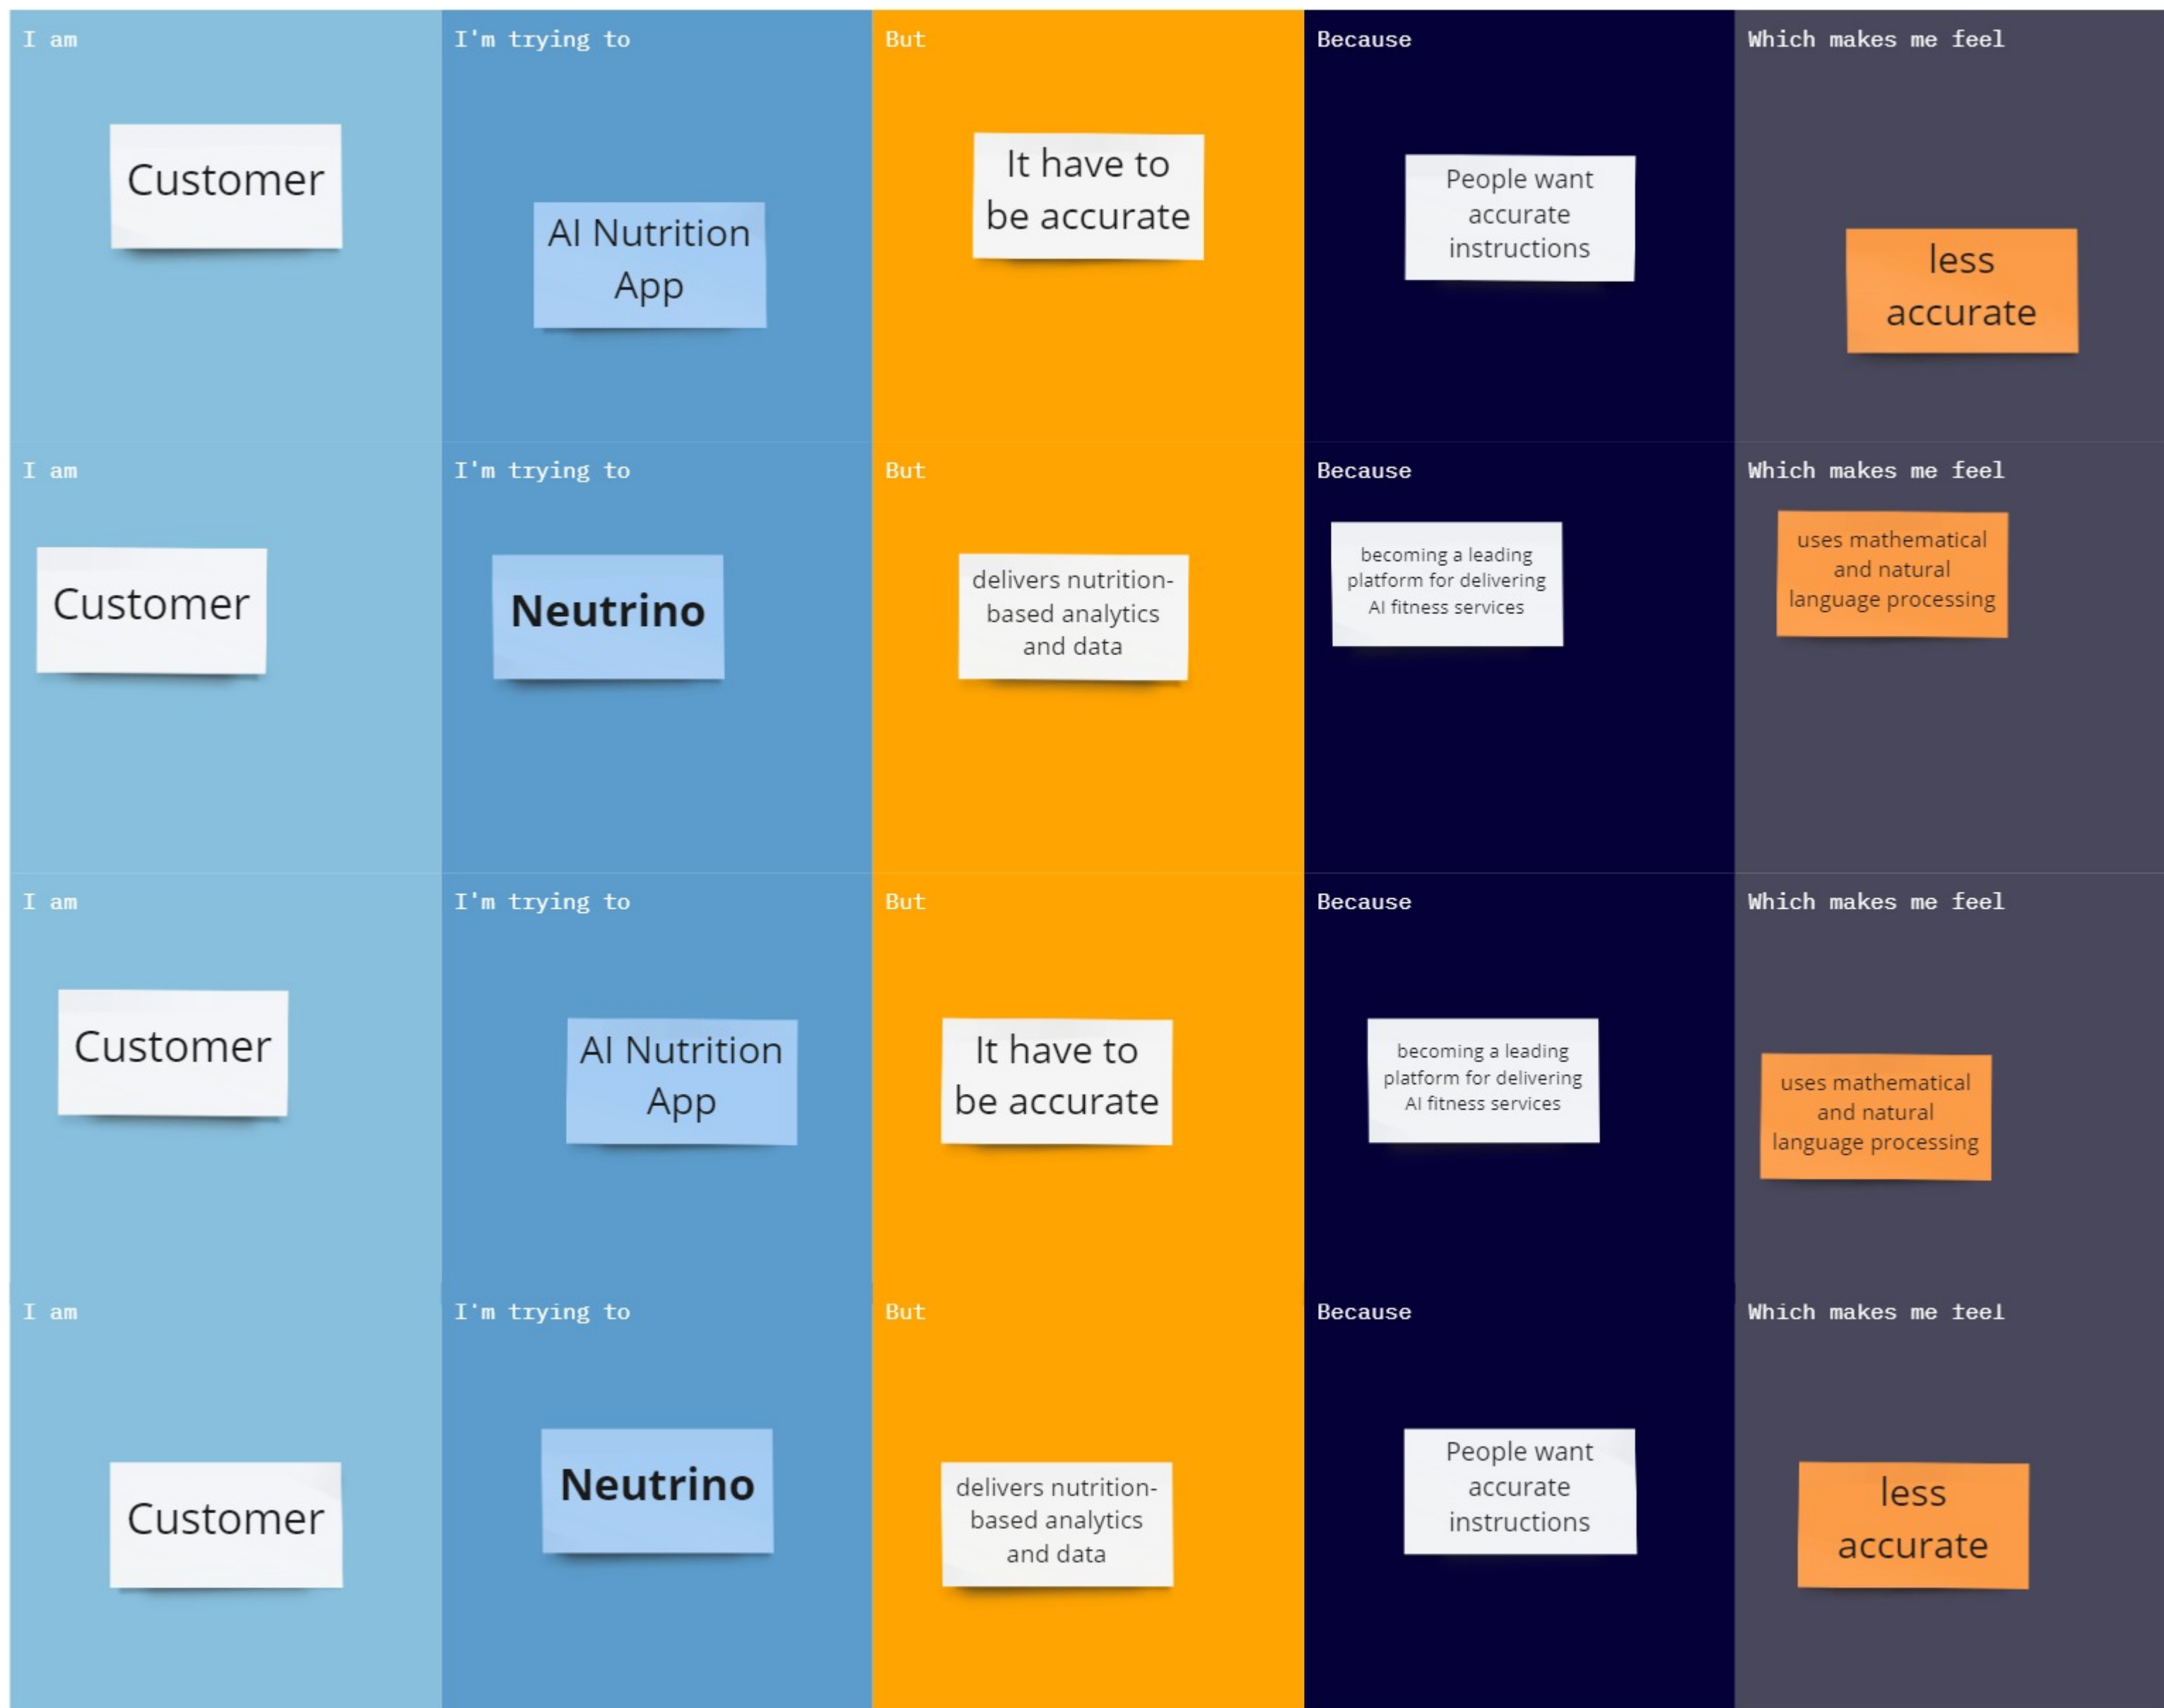 I am
I'm trying to
But
Because
Which makes me feel
Customer
AI Nutrition
App
It have to
be accurate
People want
accurate
instructions
less
accurate
I am
I'm trying to
But
Because
Which makes me feel
Customer
Neutrino
delivers nutrition-
based analytics
and data
becoming a leading
platform for delivering
AI fitness services
uses mathematical
and natural
language processing
I am
I'm trying to
But
Because
Which makes me feel
Customer
AI Nutrition
App
It have to
be accurate
becoming a leading
platform for delivering
AI fitness services
uses mathematical
and natural
language processing
I am
I'm trying to
But
Because
Which makes me feel
Customer
Neutrino
delivers nutrition-
based analytics
and data
People want
accurate
instructions
less
accurate